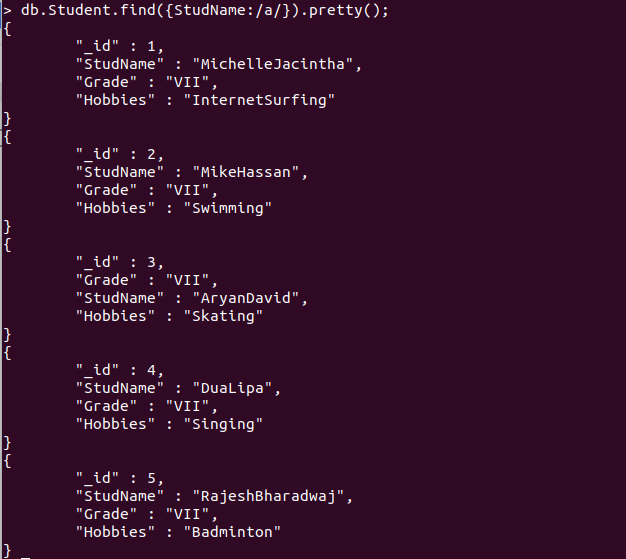 > db.Student.find({StudName:/a/}).pretty();
{
"_id" : 1,
"StudName" : "MichelleJacintha",
"Grade" : "VII",
"Hobbies" : "InternetSurfing"
}
{
"_id" : 2,
"StudName" : "MikeHassan",
"Grade" : "VII",
"Hobbies" : "Swimming"
}
{
"_id" : 3,
"Grade" : "VII",
"StudName" : "AryanDavid",
"Hobbies" : "Skating"
}
{
"_id" : 4,
"StudName" : "DuaLipa",
"Grade" : "VII",
"Hobbies" : "Singing"
}
{
"_id" : 5,
"StudName" : "RajeshBharadwaj",
"Grade" : "VII",
"Hobbies" : "Badminton"
}